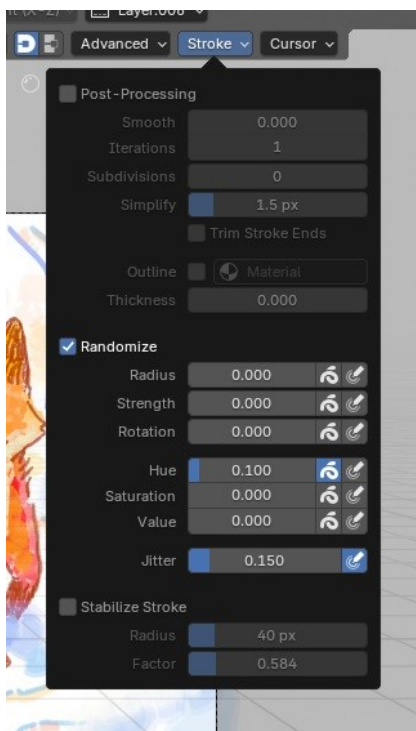 Layer.006
Advanced Stroke Cursor
Post-Processing
Smooth 0.000
Iterations 1
Subdivisions 0
Simplify 1.5 px
Trim Stroke Ends
Outline Material
Thickness 0.000
Randomize
Radius 0.000
Strength 0.000
Rotation 0.000
Hue 0.100
Saturation 0.000
Value 0.000
Jitter 0.150
Stabilize Stroke
Radius 40 px
Factor 0.584